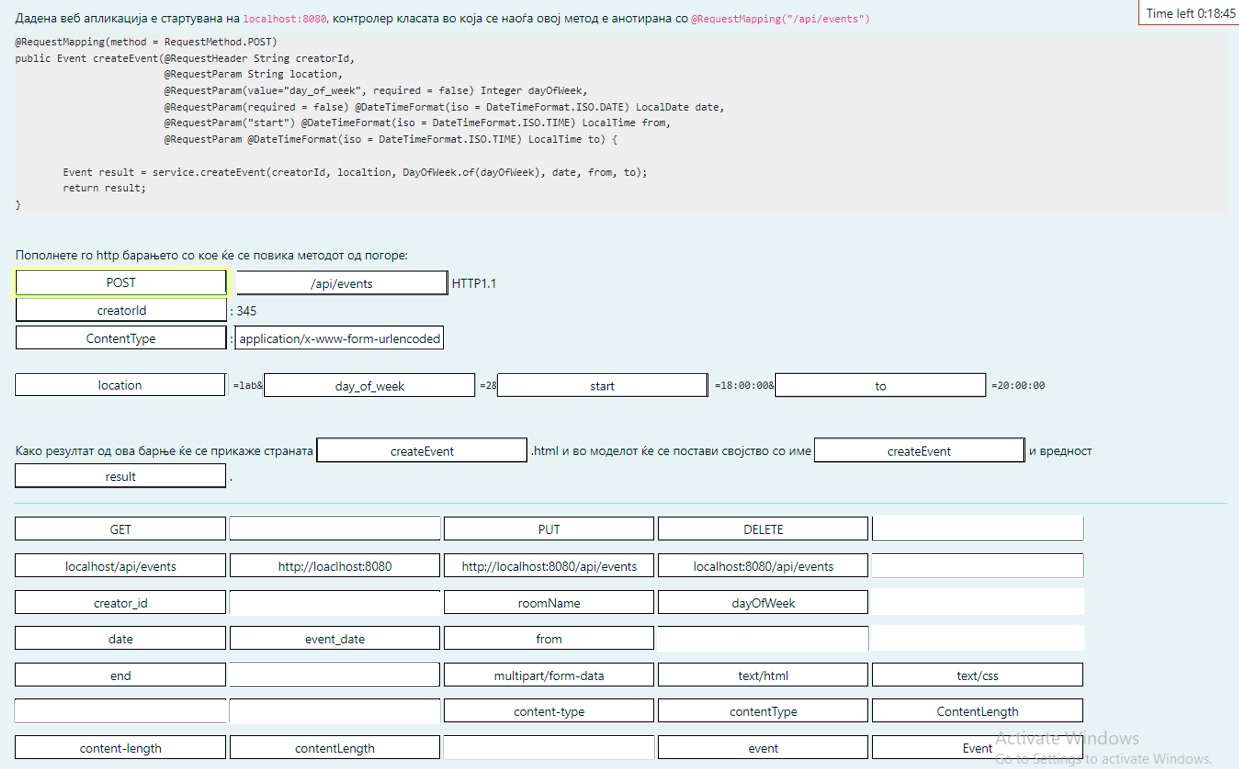 Дадена веб апликација е стартувана на localhost:8080, контролер класата во која се наоѓа овој метод е анотирана со @RequestMapping("/api/events")
Time left 0:18:45
@RequestMapping(method = RequestMethod.POST)
public Event createEvent(@RequestHeader String creatorId,
@RequestParam String location,
@RequestParam(value="day_of_week", required = false) Integer dayOfWeek,
@RequestParam(required = false) @DateTimeFormat(iso = DateTimeFormat.ISO.DATE) LocalDate date,
@RequestParam("start") @DateTimeFormat(iso = DateTimeFormat.ISO.TIME) LocalTime from,
@RequestParam @DateTimeFormat(iso = DateTimeFormat.ISO.TIME) LocalTime to) {
Event result = service.createEvent(creatorId, localtion, DayOfWeek.of(dayOfWeek), date, from, to);
return result;
}
Пополнете го http барањето со кое ќе се повика методот од погоре:
POST /api/events HTTP1.1
creatorId : 345
ContentType : application/x-www-form-urlencoded
location =lab& day_of_week =2& start =18:00:00& to =20:00:00
Како резултат од ова барње ќе се прикаже страната createEvent .html и во моделот ќе се постави својство со име createEvent и вредност
result .
GET PUT DELETE
localhost/api/events http://loaclhost:8080 http://localhost:8080/api/events localhost:8080/api/events
creator_id roomName dayOfWeek
date event_date from
end multipart/form-data text/html text/css
content-type contentType ContentLength
content-length contentLength event Event
Activate Windows
Go to Settings to activate Windows.